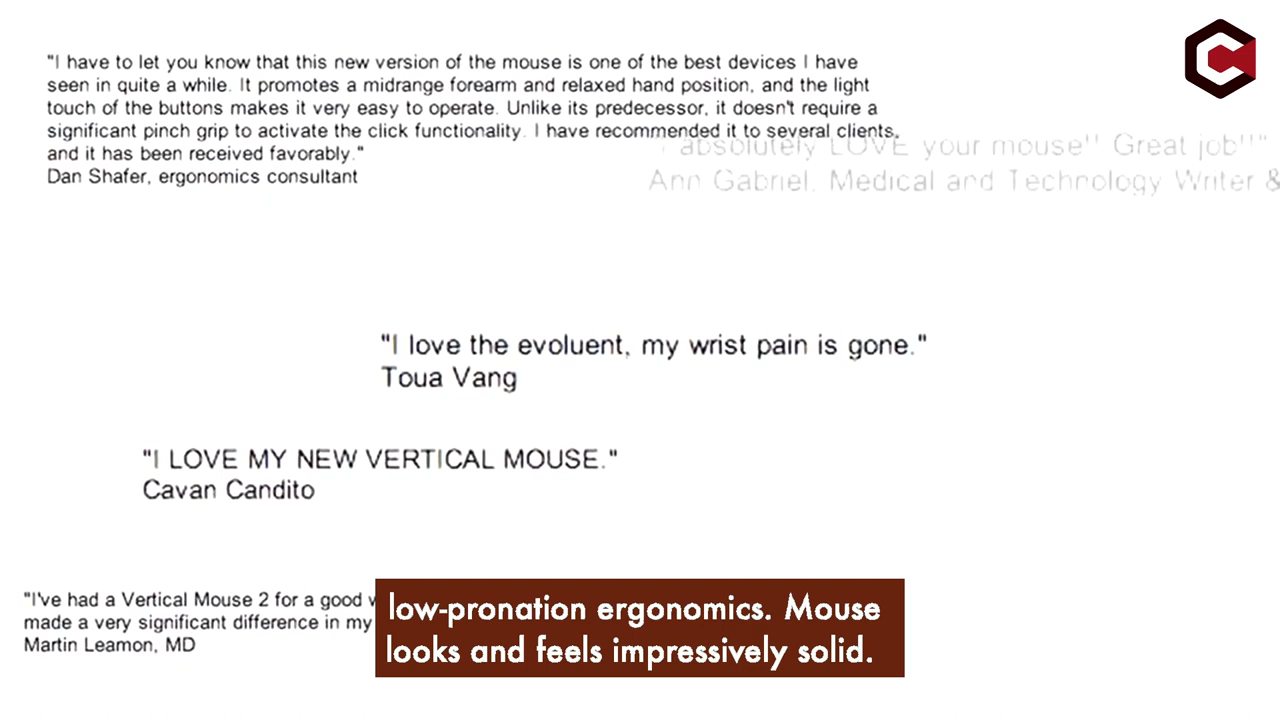 "I have to let you know that this new version of the mouse is one of the best devices I have
seen in quite a while. It promotes a midrange forearm and relaxed hand position, and the light
touch of the buttons makes it very easy to operate. Unlike its predecessor, it doesn't require a
significant pinch grip to activate the click functionality. I have recommended it to several clients,
and it has been received favorably."
Dan Shafer, ergonomics consultant
absolutely LOVE your mouse!! Great job!!"
Ann Gabriel, Medical and Technology Writer &
"I love the evoluent, my wrist pain is gone."
Toua Vang
"I LOVE MY NEW VERTICAL MOUSE."
Cavan Candito
"I've had a Vertical Mouse 2 for a good
made a very significant difference in my
Martin Leamon, MD
low-pronation ergonomics. Mouse
looks and feels impressively solid.